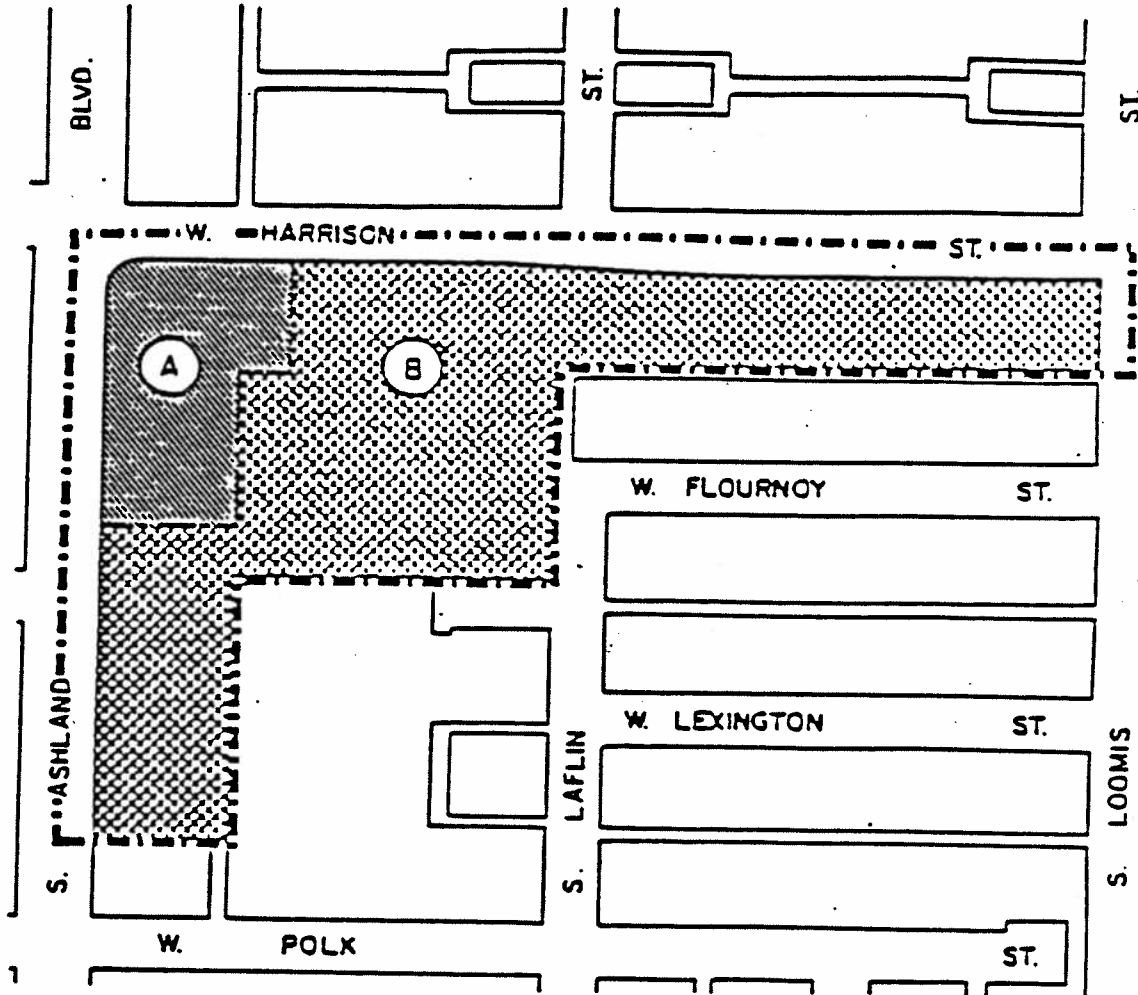 BLVD.
ST.
ST.
W. HARRISON ST.
A
B
W. FLOURNOY ST.
W. LEXINGTON ST.
S. ASHLAND
S. LAFLIN
S. LOOMIS
W. POLK ST.